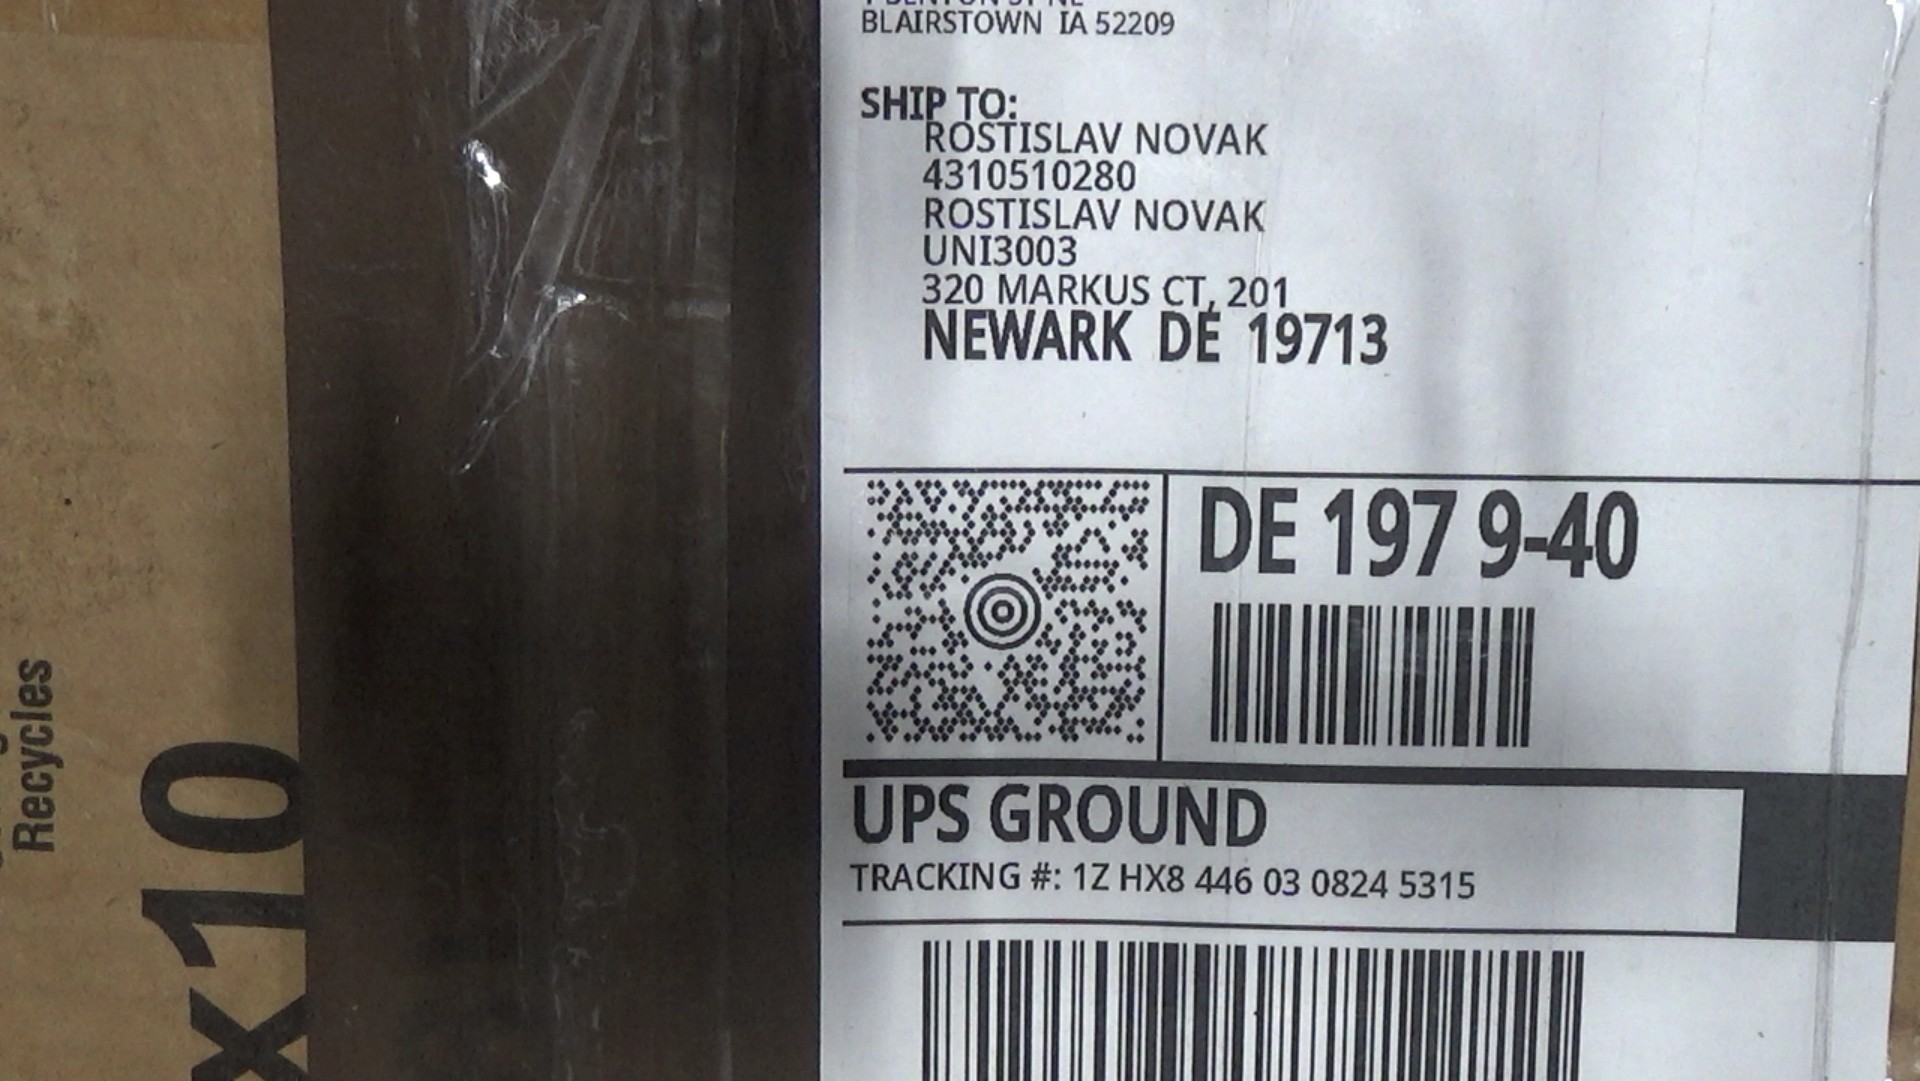 BLAIRSTOWN IA 52209
SHIP TO:
ROSTISLAV NOVAK
4310510280
ROSTISLAV NOVAK
UNI3003
320 MARKUS CT, 201
NEWARK DE 19713
DE 197 9-40
UPS GROUND
TRACKING #: 1Z HX8 446 03 0824 5315
Recycles
x10